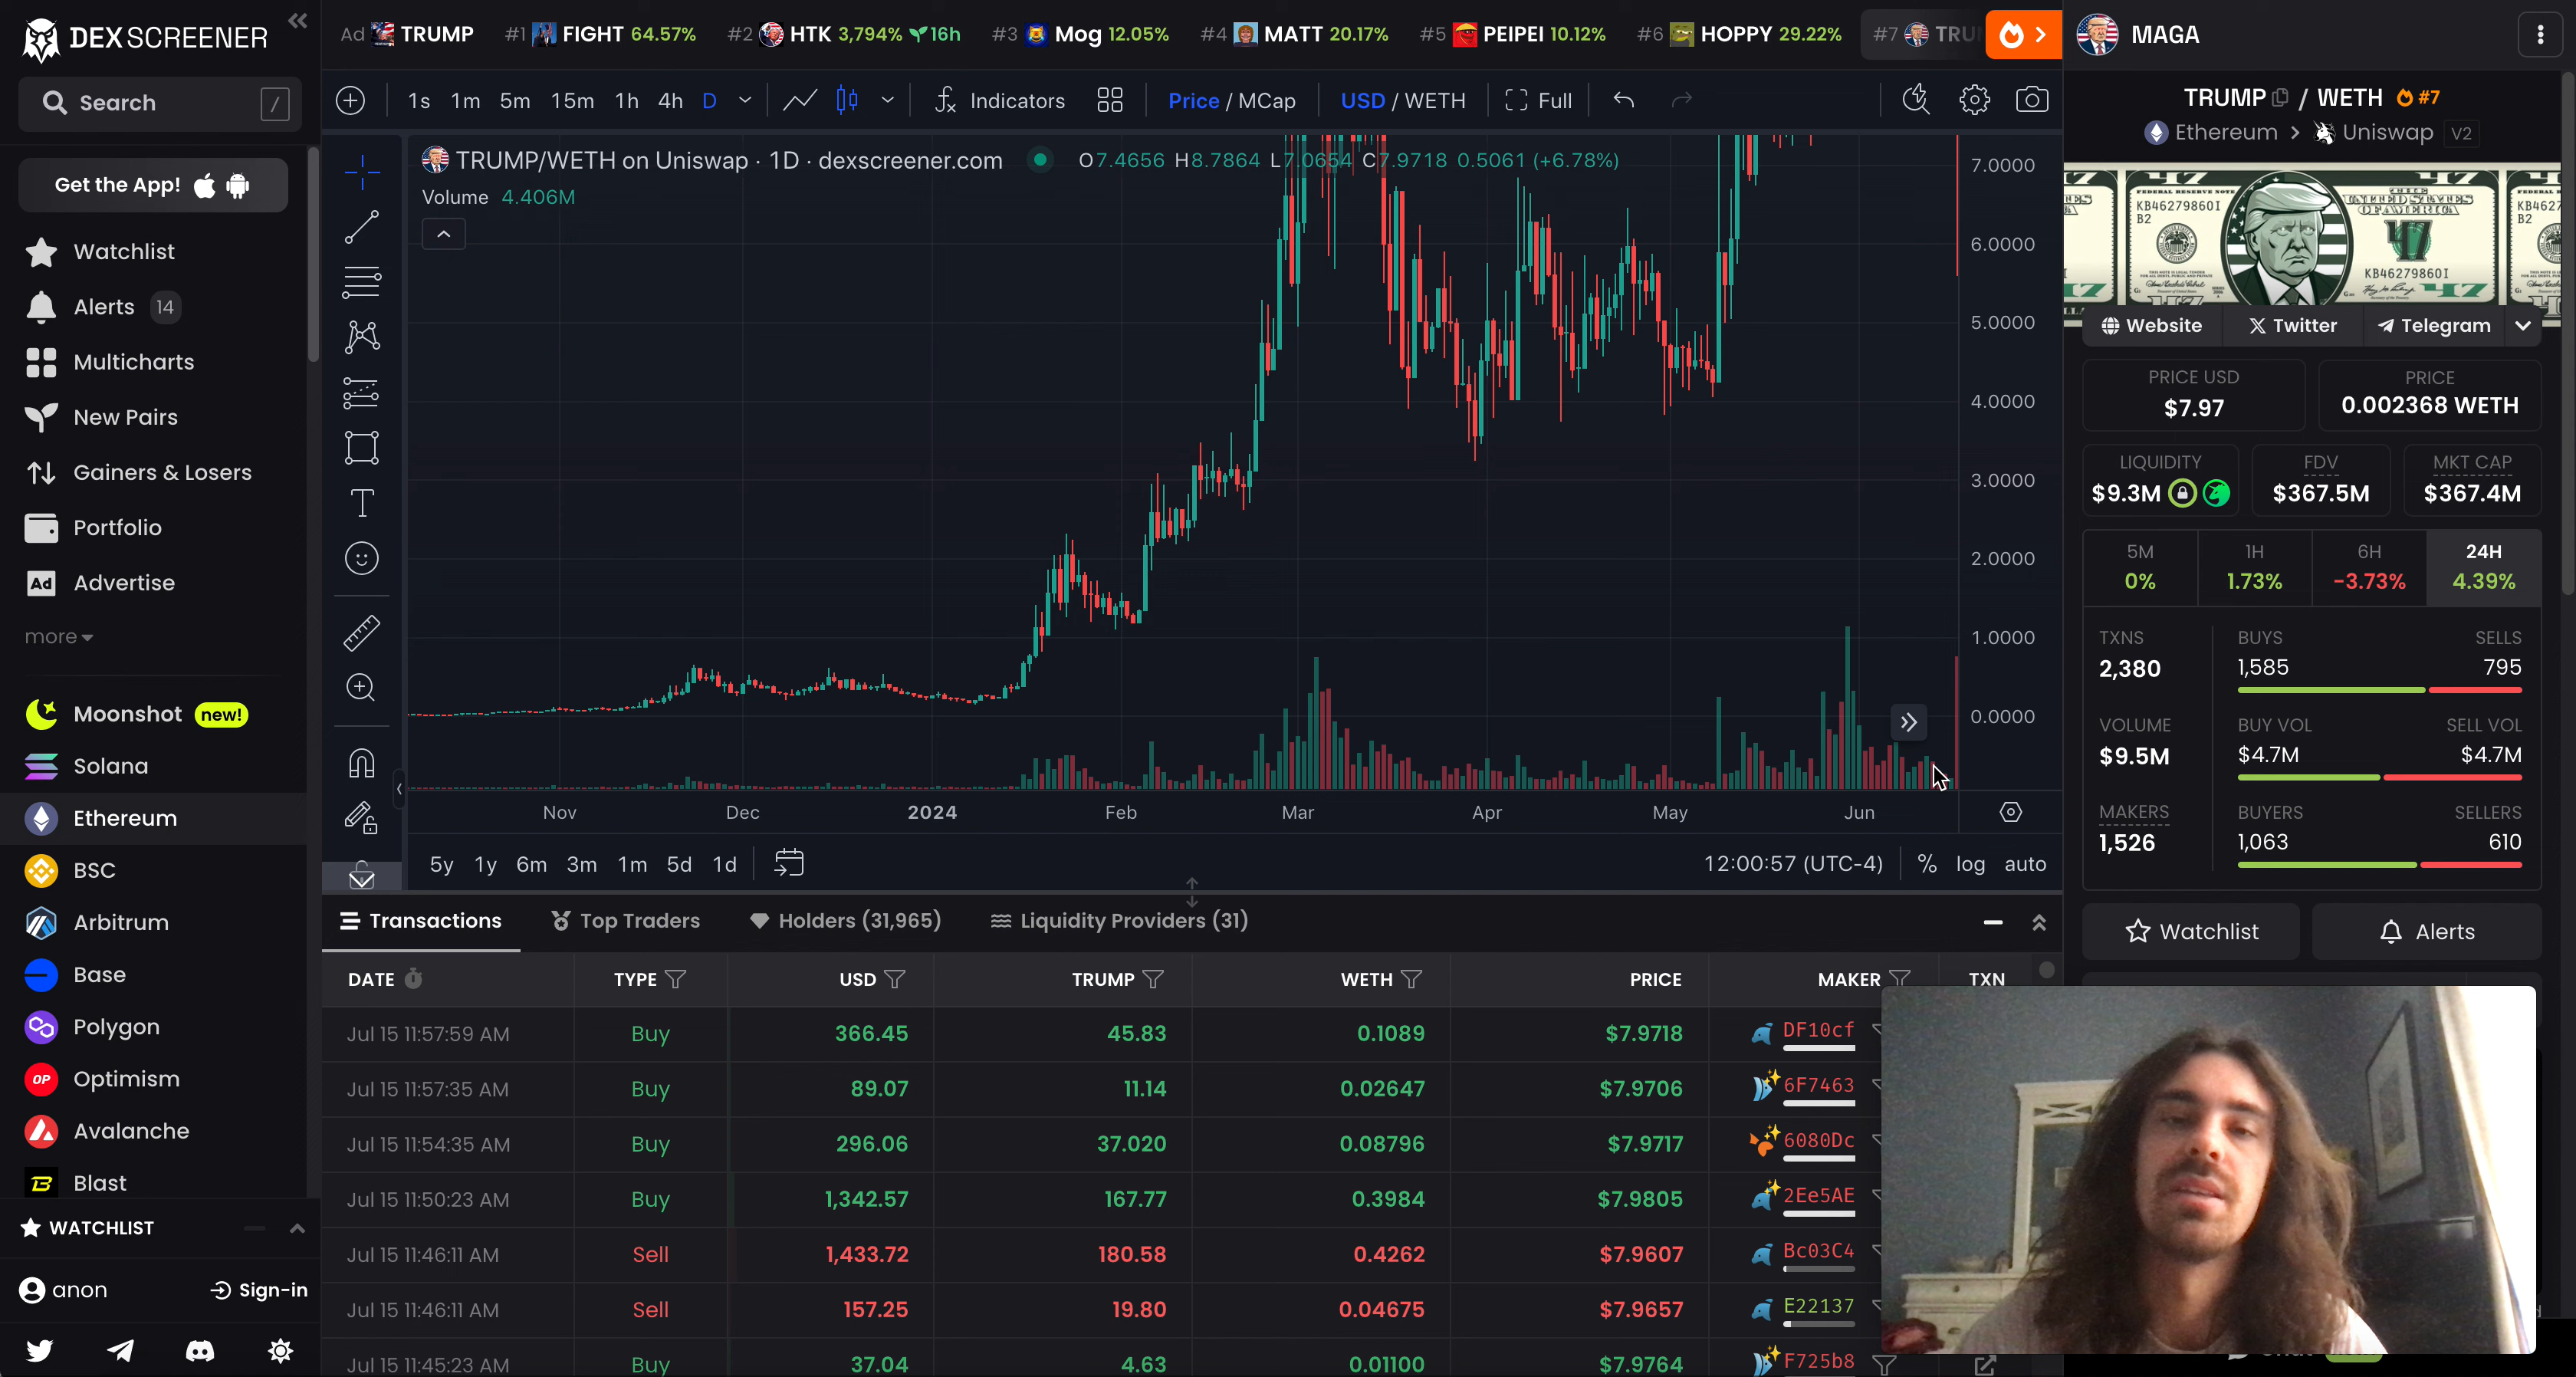 DEX SCREENER
Search /
Get the App!
Watchlist
Alerts 14
Multicharts
New Pairs
Gainers & Losers
Portfolio
Ad Advertise
more
Moonshot new!
Solana
Ethereum
BSC
Arbitrum
Base
Polygon
OP Optimism
Avalanche
Blast
WATCHLIST
anon Sign-in
Ad TRUMP #1 FIGHT 64.57% #2 HTK 3,794% 16h #3 Mog 12.05% #4 MATT 20.17% #5 PEIPEI 10.12% #6 HOPPY 29.22% #7
1s 1m 5m 15m 1h 4h D Indicators Price / MCap USD / WETH Full
TRUMP/WETH on Uniswap · 1D · dexscreener.com O7.4656 H8.7864 L7.0654 C7.9718 0.5061 (+6.78%)
Volume 4.406M
7.0000
6.0000
5.0000
4.0000
3.0000
2.0000
1.0000
0.0000
Nov Dec 2024 Feb Mar Apr May Jun
5y 1y 6m 3m 1m 5d 1d 12:00:57 (UTC-4) % log auto
Transactions Top Traders Holders (31,965) Liquidity Providers (31)
DATE TYPE USD TRUMP WETH PRICE MAKER TXN
Jul 15 11:57:59 AM Buy 366.45 45.83 0.1089 $7.9718 DF10cf
Jul 15 11:57:35 AM Buy 89.07 11.14 0.02647 $7.9706 6F7463
Jul 15 11:54:35 AM Buy 296.06 37.020 0.08796 $7.9717 6080Dc
Jul 15 11:50:23 AM Buy 1,342.57 167.77 0.3984 $7.9805 2Ee5AE
Jul 15 11:46:11 AM Sell 1,433.72 180.58 0.4262 $7.9607 Bc03C4
Jul 15 11:46:11 AM Sell 157.25 19.80 0.04675 $7.9657 E22137
Jul 15 11:45:23 AM Buy 37.04 4.63 0.01100 $7.9764 F725b8
MAGA
TRUMP / WETH #7
Ethereum > Uniswap V2
FEDERAL RESERVE NOTE
THE UNITED STATES OF AMERICA
KB46279860I
B2
47
KB46279860I
47 47
Website Twitter Telegram
PRICE USD PRICE
$7.97 0.002368 WETH
LIQUIDITY FDV MKT CAP
$9.3M $367.5M $367.4M
5M 1H 6H 24H
0% 1.73% -3.73% 4.39%
TXNS BUYS SELLS
2,380 1,585 795
VOLUME BUY VOL SELL VOL
$9.5M $4.7M $4.7M
MAKERS BUYERS SELLERS
1,526 1,063 610
Watchlist Alerts